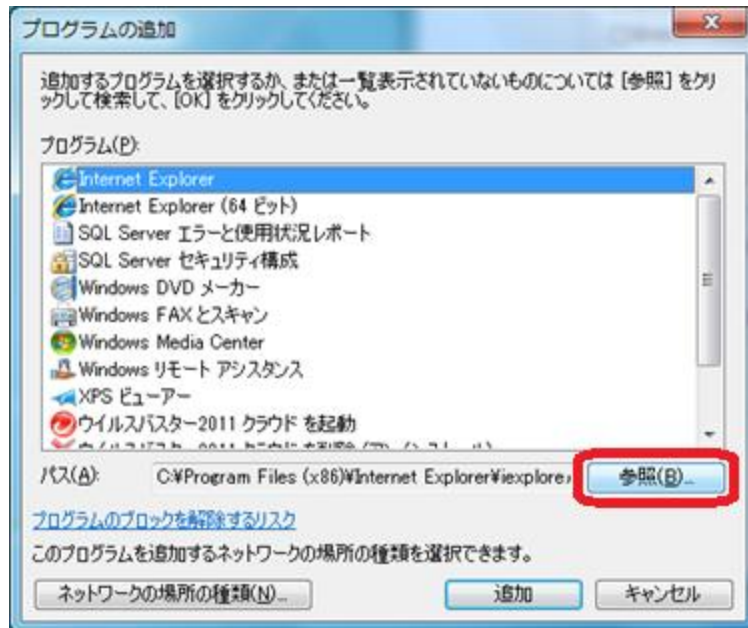 プログラムの追加
追加するプログラムを選択するか、または一覧表示されていないものについては [参照] をクリ
ックして検索して、[OK] をクリックしてください。
プログラム(P):
Internet Explorer
Internet Explorer (64 ビット)
SQL Server エラーと使用状況レポート
SQL Server セキュリティ構成
Windows DVD メーカー
Windows FAX とスキャン
Windows Media Center
Windows リモート アシスタンス
XPS ビューアー
ウイルスバスター2011 クラウド を起動
パス(A): C:¥Program Files (x86)¥Internet Explorer¥iexplore. 参照(B)...
プログラムのブロックを解除するリスク
このプログラムを追加するネットワークの場所の種類を選択できます。
ネットワークの場所の種類(N)... 追加 キャンセル